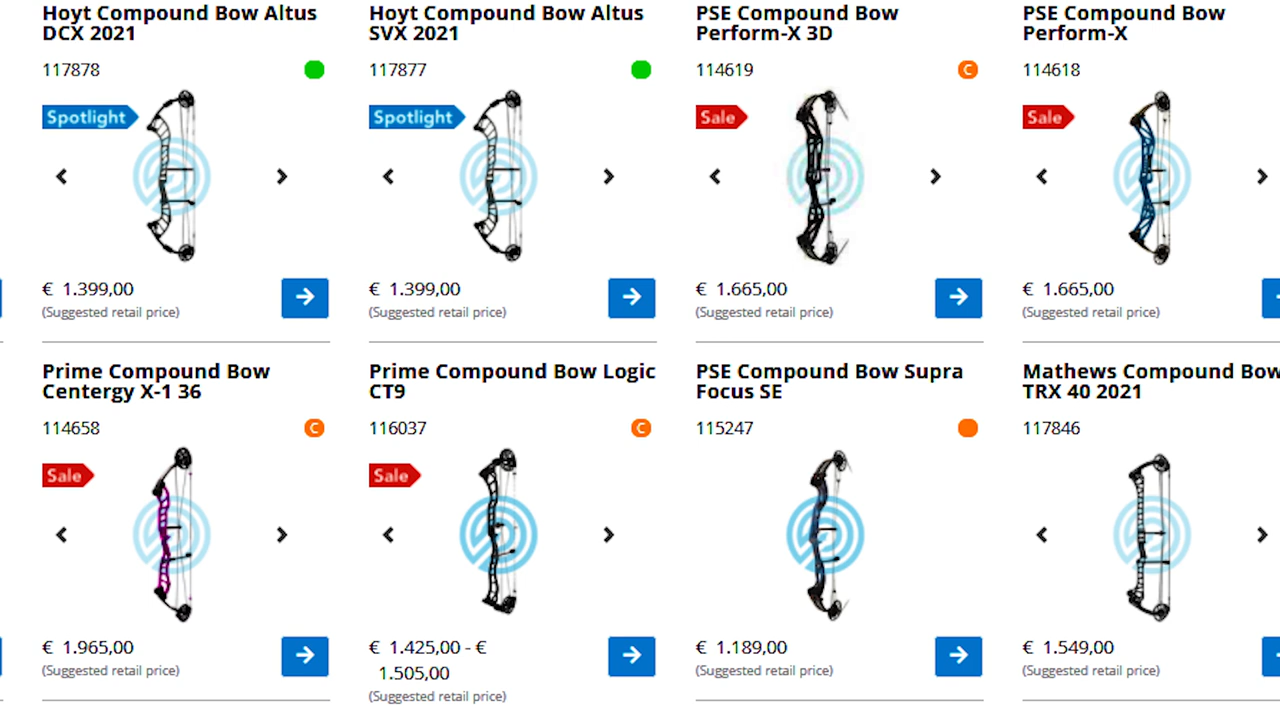 Hoyt Compound Bow Altus
DCX 2021
117878
Spotlight
€ 1.399,00
(Suggested retail price)
Hoyt Compound Bow Altus
SVX 2021
117877
Spotlight
€ 1.399,00
(Suggested retail price)
PSE Compound Bow
Perform-X 3D
114619
C
Sale
€ 1.665,00
(Suggested retail price)
PSE Compound Bow
Perform-X
114618
Sale
€ 1.665,00
(Suggested retail price)
Prime Compound Bow
Centergy X-1 36
114658
C
Sale
€ 1.965,00
(Suggested retail price)
Prime Compound Bow Logic
CT9
116037
C
Sale
€ 1.425,00 - €
1.505,00
(Suggested retail price)
PSE Compound Bow Supra
Focus SE
115247
€ 1.189,00
(Suggested retail price)
Mathews Compound Bow
TRX 40 2021
117846
€ 1.549,00
(Suggested retail price)